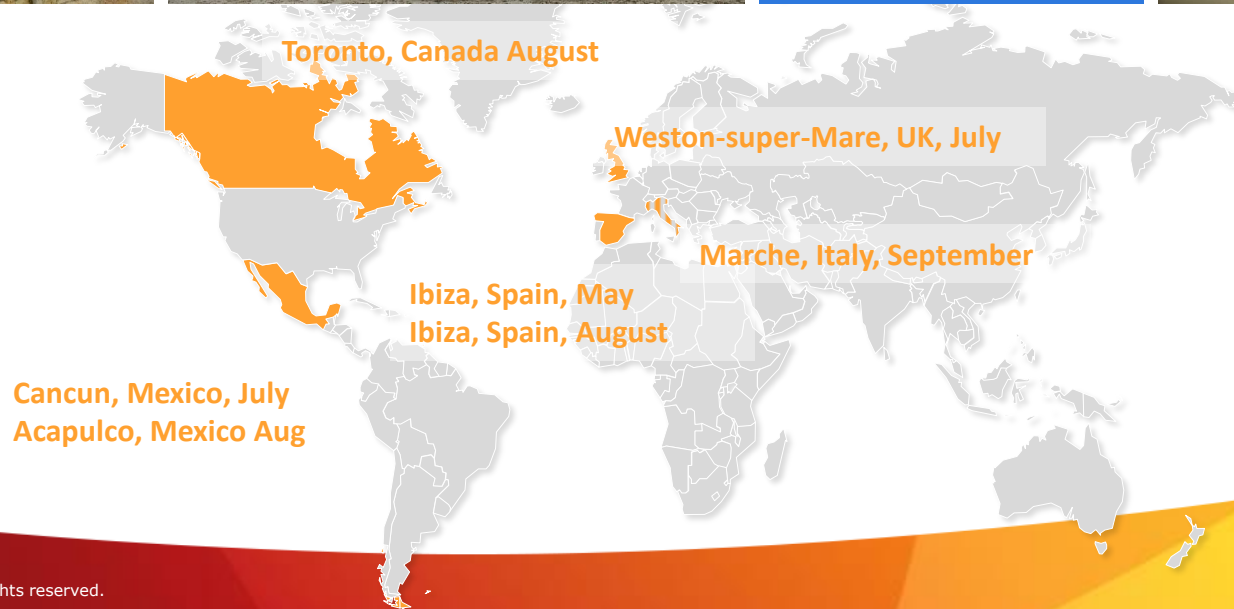 Toronto, Canada August
Weston-super-Mare, UK, July
Marche, Italy, September
Ibiza, Spain, May
Ibiza, Spain, August
Cancun, Mexico, July
Acapulco, Mexico Aug
reserved.